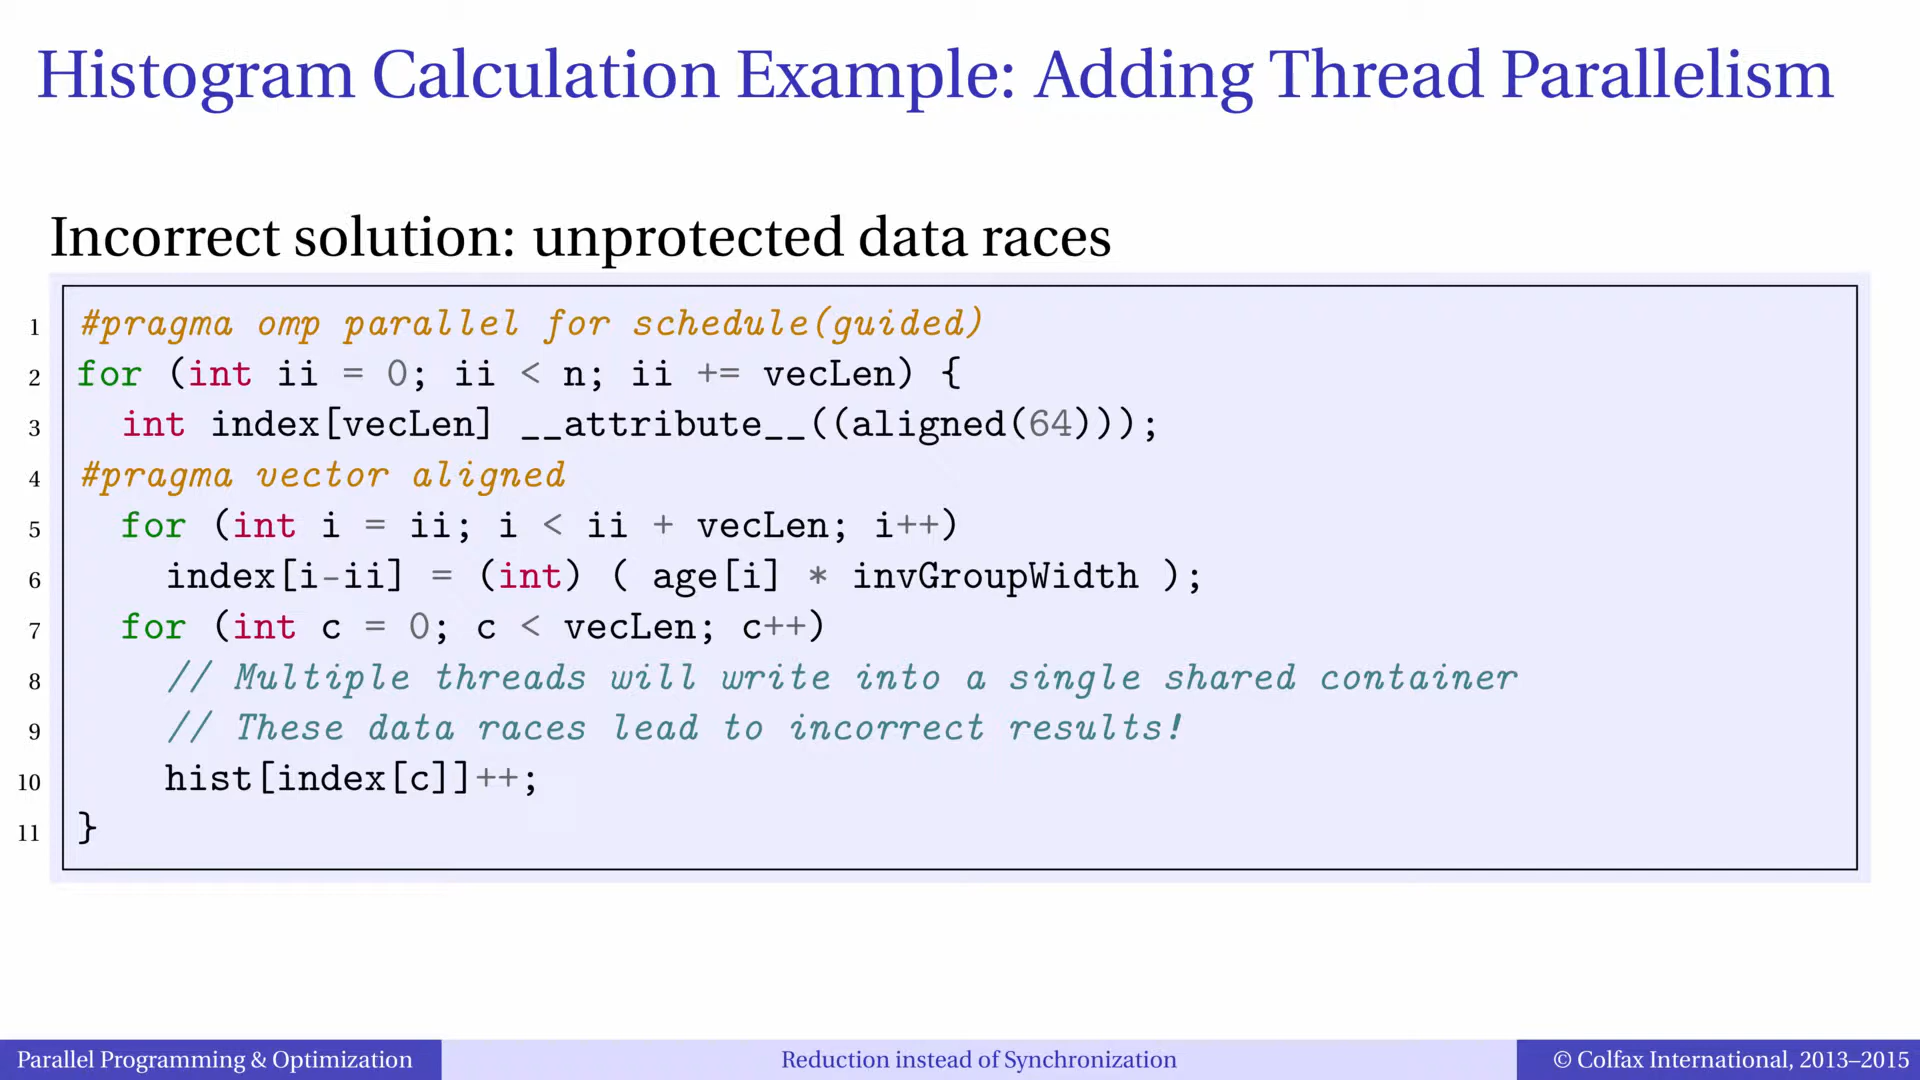 Histogram Calculation Example: Adding Thread Parallelism
Incorrect solution: unprotected data races
1 #pragma omp parallel for schedule(guided)
2 for (int ii = 0; ii < n; ii += vecLen) {
3   int index[vecLen] __attribute__((aligned(64)));
4 #pragma vector aligned
5   for (int i = ii; i < ii + vecLen; i++)
6     index[i-ii] = (int) ( age[i] * invGroupWidth );
7   for (int c = 0; c < vecLen; c++)
8     // Multiple threads will write into a single shared container
9     // These data races lead to incorrect results!
10     hist[index[c]]++;
11 }
Parallel Programming & Optimization
Reduction instead of Synchronization
© Colfax International, 2013–2015